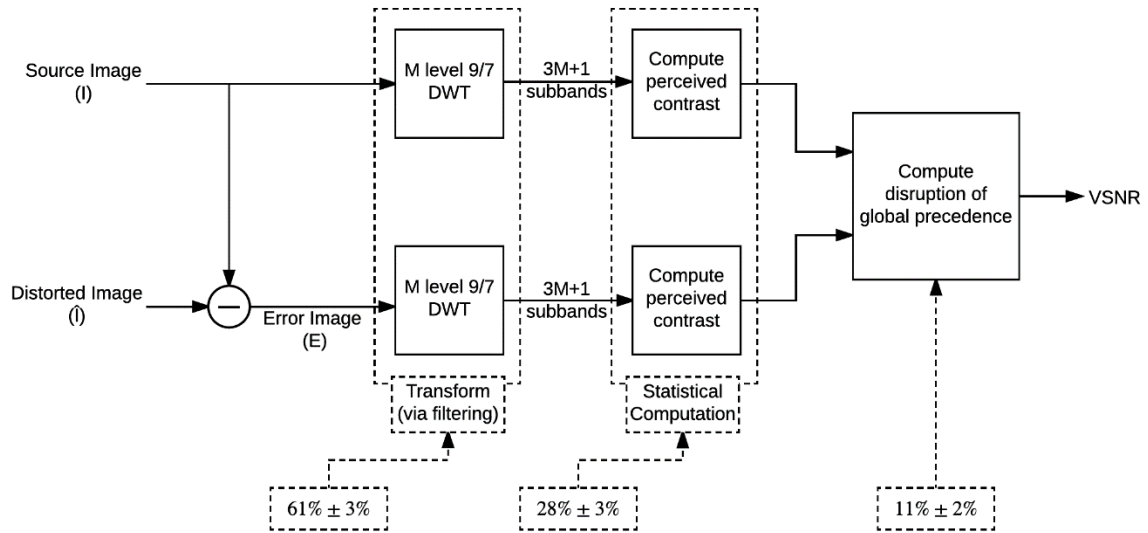 Source Image
(I)
M level 9/7
DWT
3M+1
subbands
Compute
perceived
contrast
Compute
disruption of
global precedence
VSNR
Distorted Image
(Î)
−
Error Image
(E)
M level 9/7
DWT
3M+1
subbands
Compute
perceived
contrast
Transform
(via filtering)
Statistical
Computation
61% ± 3%
28% ± 3%
11% ± 2%